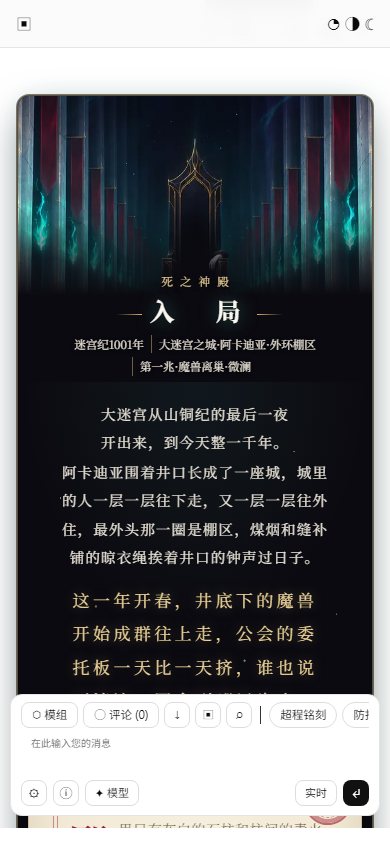 死之神殿
入 局
迷宫纪1001年 大迷宫之城·阿卡迪亚·外环棚区
第一兆·魔兽离巢·微澜
大迷宫从山铜纪的最后一夜
开出来，到今天整一千年。
阿卡迪亚围着井口长成了一座城，城里
的人一层一层往下走，又一层一层往外
住，最外头那一圈是棚区，煤烟和缝补
铺的晾衣绳挨着井口的钟声过日子。
这一年开春，井底下的魔兽
开始成群往上走，公会的委
托板一天比一天挤，谁也说
模组 评论 (0) 超程铭刻
在此输入您的消息
模型 实时